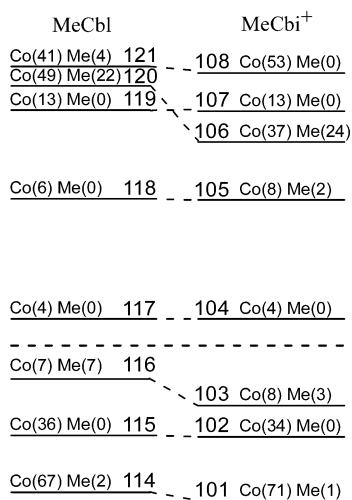 MeCbl MeCbi+
Co(41) Me(4) 121 108 Co(53) Me(0)
Co(49) Me(22) 120
Co(13) Me(0) 119 107 Co(13) Me(0)
106 Co(37) Me(24)
Co(6) Me(0) 118 105 Co(8) Me(2)
Co(4) Me(0) 117 104 Co(4) Me(0)
Co(7) Me(7) 116
103 Co(8) Me(3)
Co(36) Me(0) 115 102 Co(34) Me(0)
Co(67) Me(2) 114 101 Co(71) Me(1)